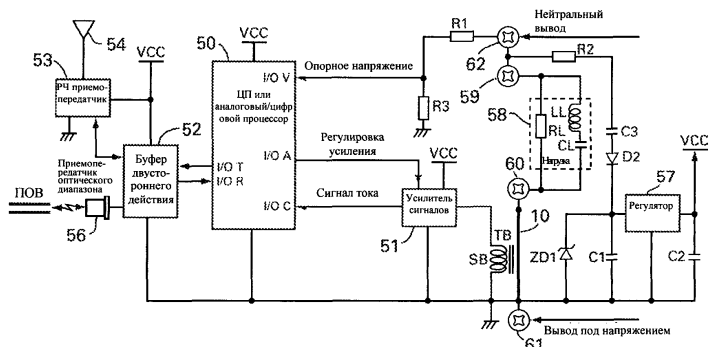 54
53
VCC
РЧ приемо-
передатчик
52
Приемопе-
редатчик
оптического
диапазона
Буфер
двусто-
роннего
действия
ПОВ
56
50
VCC
I/O V
ЦП или
аналоговый/циф
ровой процессор
I/O A
I/O T
I/O R
I/O C
Опорное напряжение
Регулировка
усиления
VCC
Сигнал тока
Усилитель
сигналов
51
R1
R3
62
Нейтральный
вывод
R2
59
58
LL
RL
CL
Нагрузка
60
10
TB
SB
C3
D2
57
VCC
Регулятор
ZD1
C1
C2
61
Вывод под напряжением